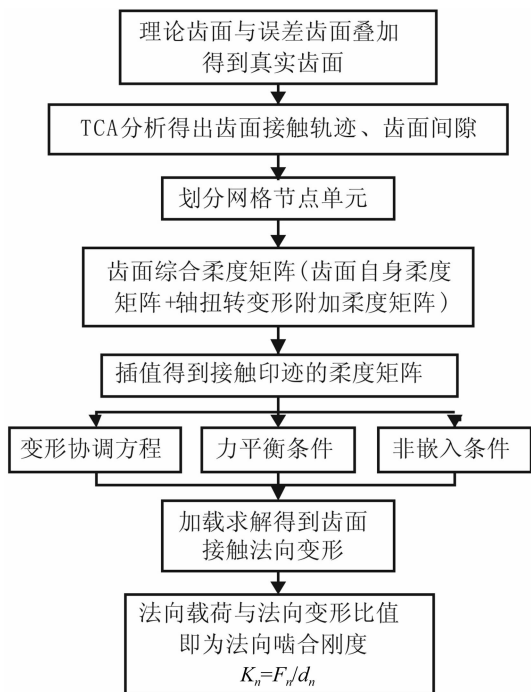 理论齿面与误差齿面叠加
得到真实齿面
TCA分析得出齿面接触轨迹、齿面间隙
划分网格节点单元
齿面综合柔度矩阵(齿面自身柔度
矩阵+轴扭转变形附加柔度矩阵)
插值得到接触印迹的柔度矩阵
变形协调方程
力平衡条件
非嵌入条件
加载求解得到齿面
接触法向变形
法向载荷与法向变形比值
即为法向啮合刚度
Kn=Fn/dn